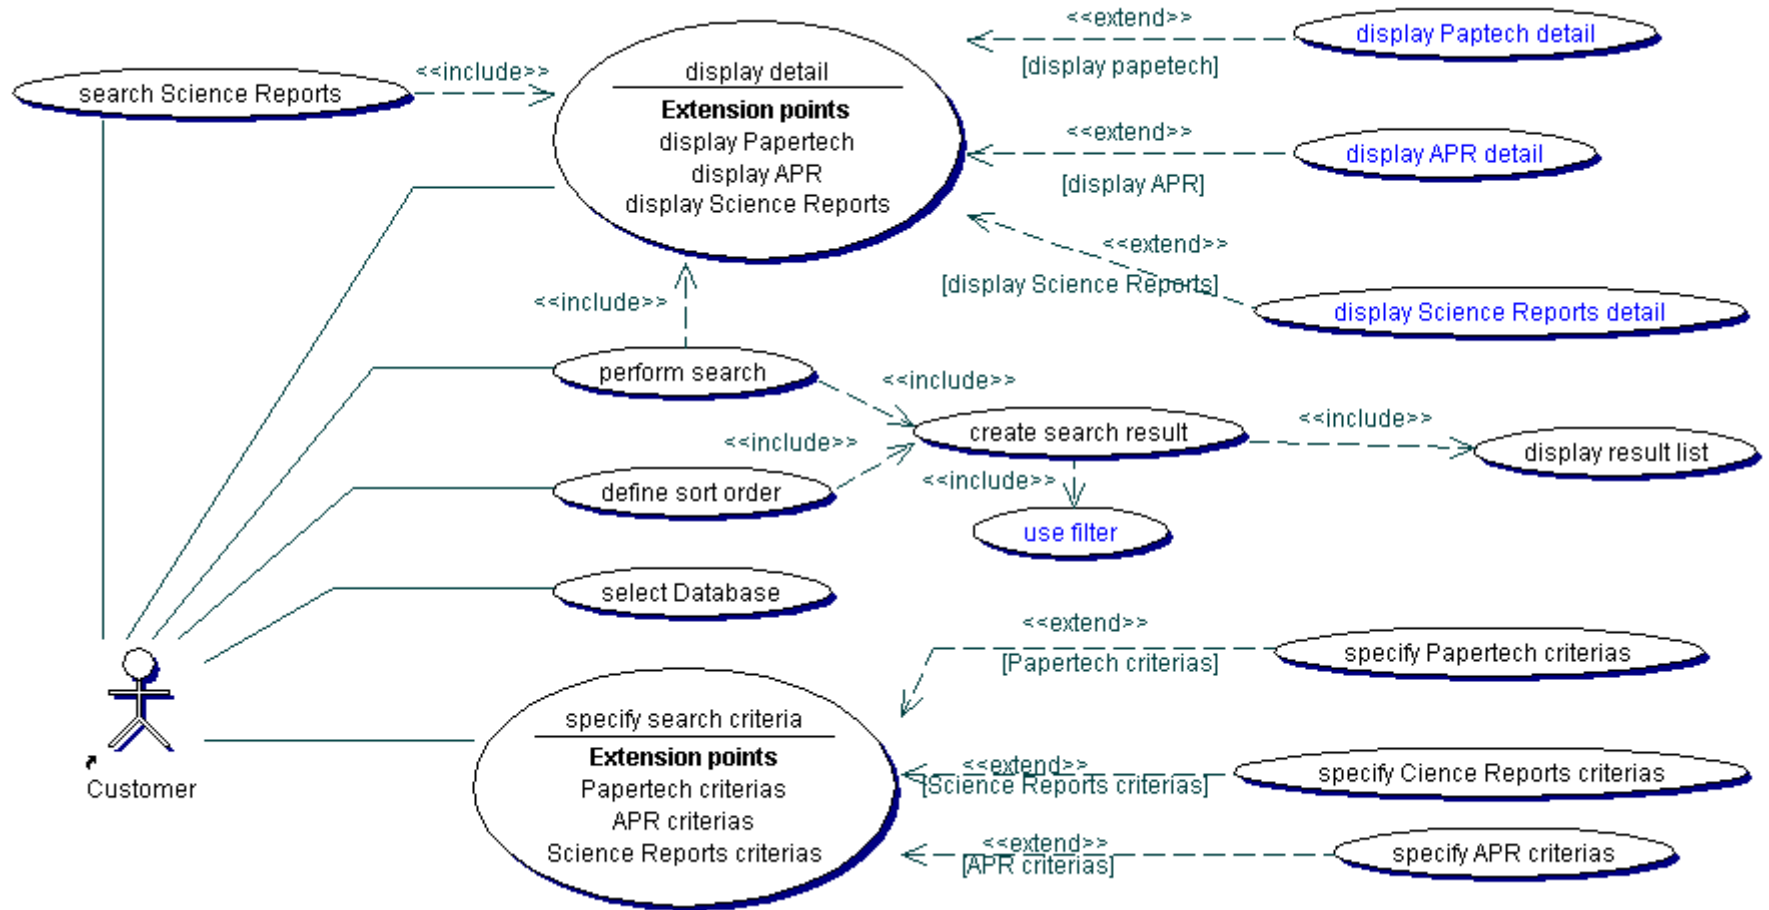 <<extend>>
display Paptech detail
<<include>>
display detail
[display papetech]
search Science Reports
Extension points
display Papertech
display APR
display Science Reports
<<extend>>
display APR detail
[display APR]
<<extend>>
[display Science Reports]
display Science Reports detail
<<include>>
perform search
<<include>>
create search result
<<include>>
display result list
<<include>>
define sort order
<<include>>
use filter
select Database
<<extend>>
[Papertech criterias]
specify Papertech criterias
specify search criteria
Extension points
Papertech criterias
APR criterias
Science Reports criterias
<<extend>>
[Science Reports criterias]
specify Cience Reports criterias
<<extend>>
[APR criterias]
specify APR criterias
Customer